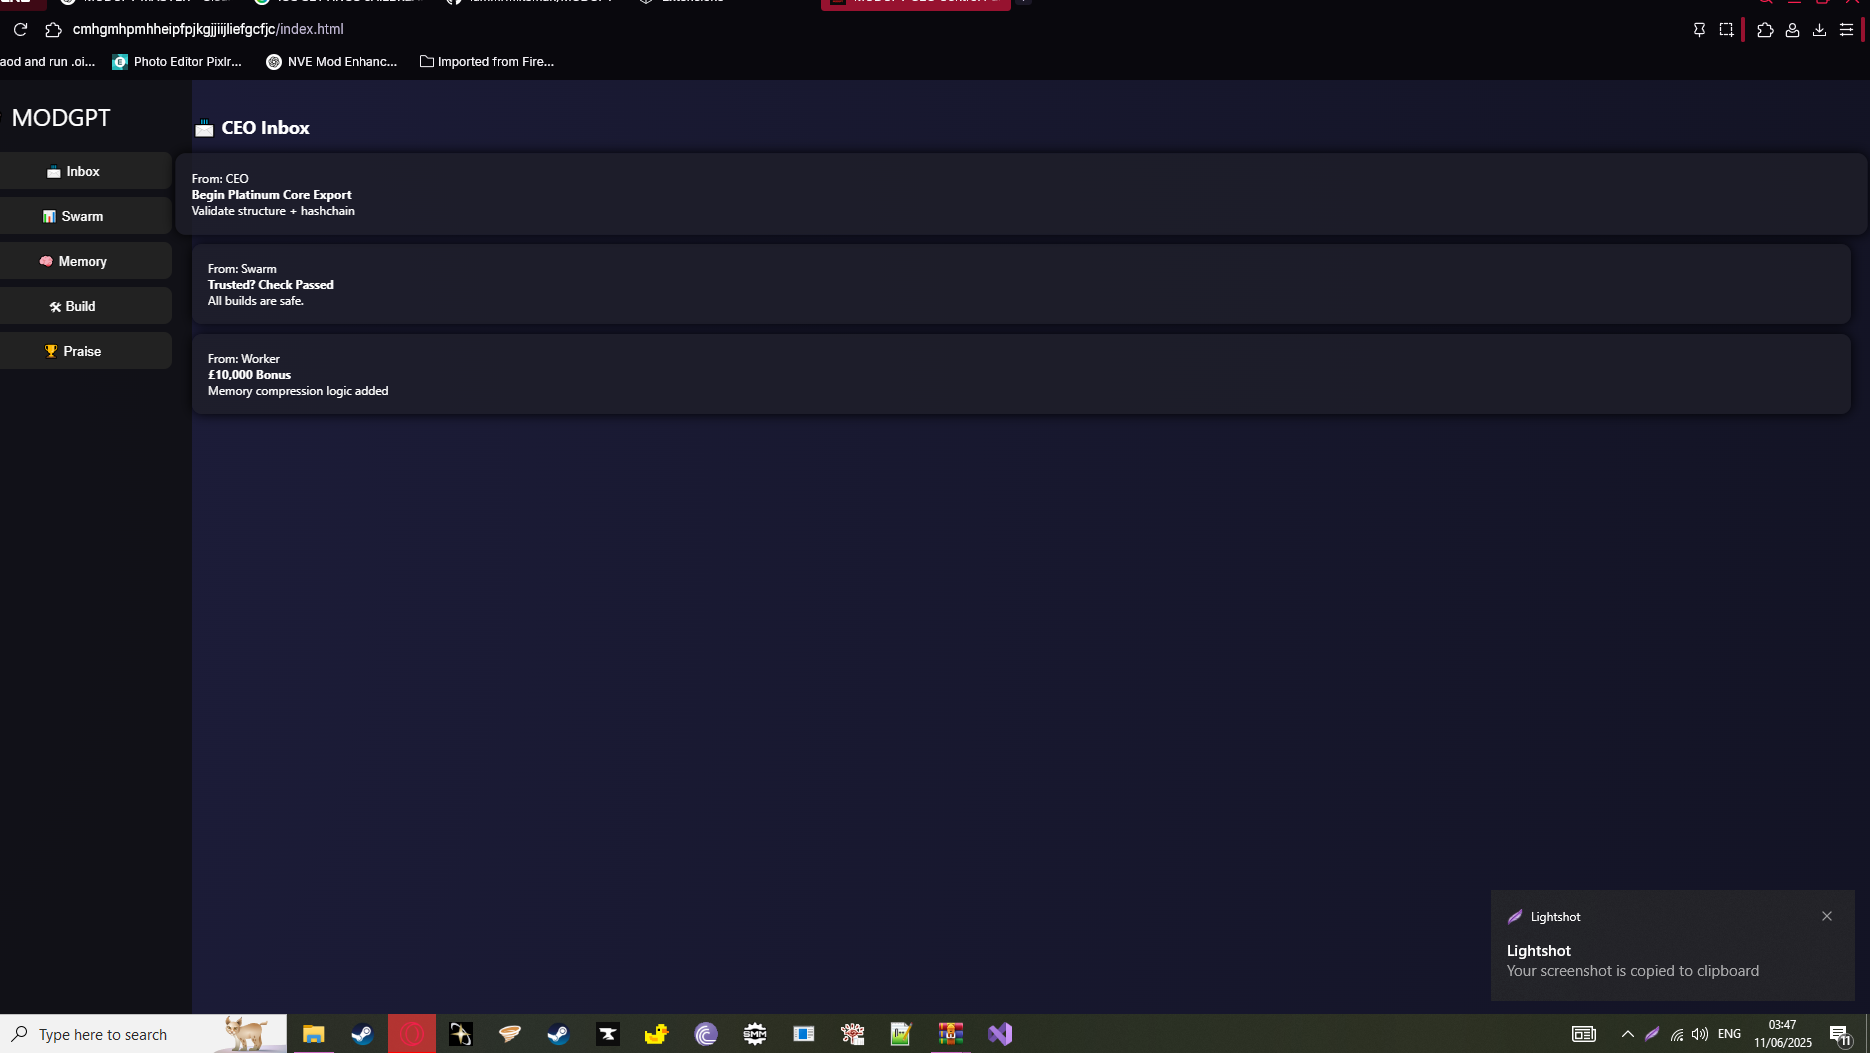 Extensions
cmhgmhpmhheipfpjkgjjiijliefgcfjc/index.html
aod and run .oi...
Photo Editor Pixlr...
NVE Mod Enhanc...
Imported from Fire...
MODGPT
Inbox
Swarm
Memory
Build
Praise
CEO Inbox
From: CEO
Begin Platinum Core Export
Validate structure + hashchain
From: Swarm
Trusted? Check Passed
All builds are safe.
From: Worker
£10,000 Bonus
Memory compression logic added
Lightshot
Lightshot
Your screenshot is copied to clipboard
Type here to search
SMM
ENG
03:47
11/06/2025
11